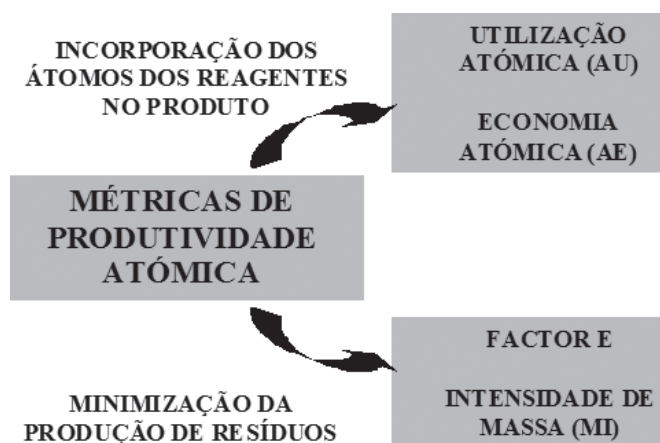 INCORPORAÇÃO DOS
ÁTOMOS DOS REAGENTES
NO PRODUTO
UTILIZAÇÃO
ATÓMICA (AU)
ECONOMIA
ATÓMICA (AE)
MÉTRICAS DE
PRODUTIVIDADE
ATÓMICA
FACTOR E
INTENSIDADE DE
MASSA (MI)
MINIMIZAÇÃO DA
PRODUÇÃO DE RESÍDUOS